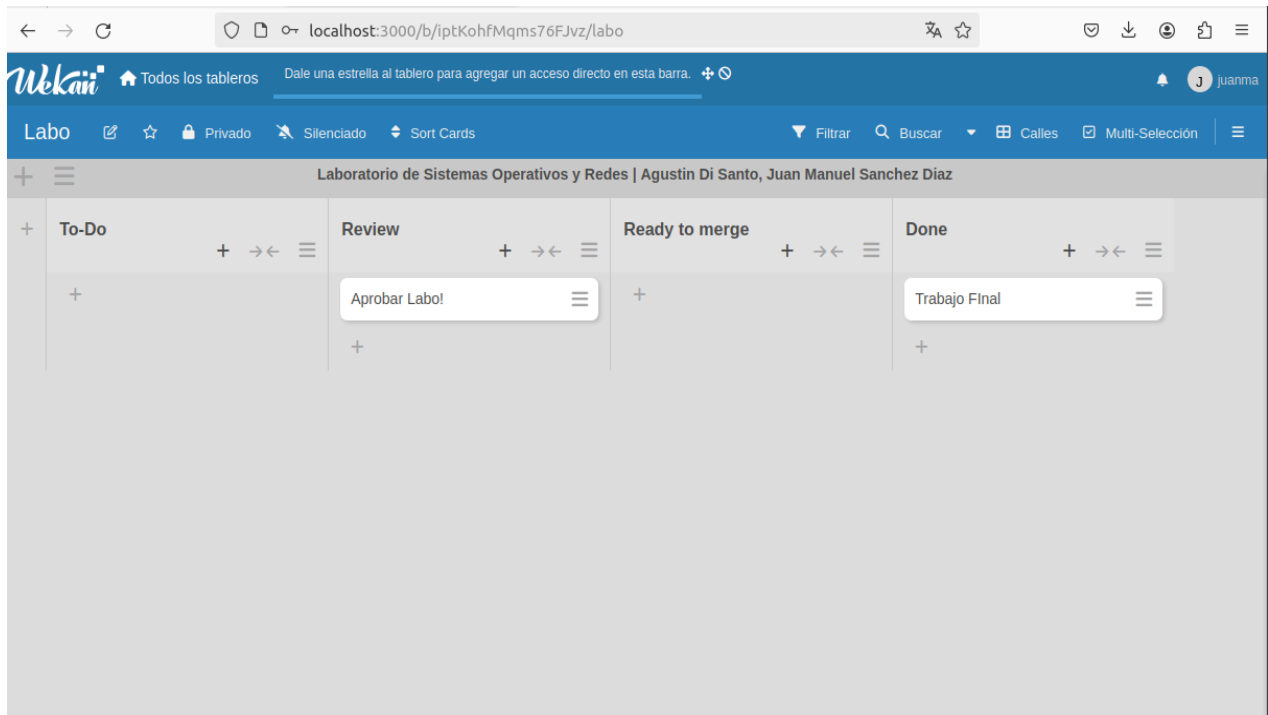 localhost:3000/b/iptKohfMqms76FJvz/labo
Wekan Todos los tableros Dale una estrella al tablero para agregar un acceso directo en esta barra. J juanma
Labo Privado Silenciado Sort Cards Filtrar Buscar Calles Multi-Selección
Laboratorio de Sistemas Operativos y Redes | Agustin Di Santo, Juan Manuel Sanchez Diaz
To-Do Review Ready to merge Done
Aprobar Labo! Trabajo FInal